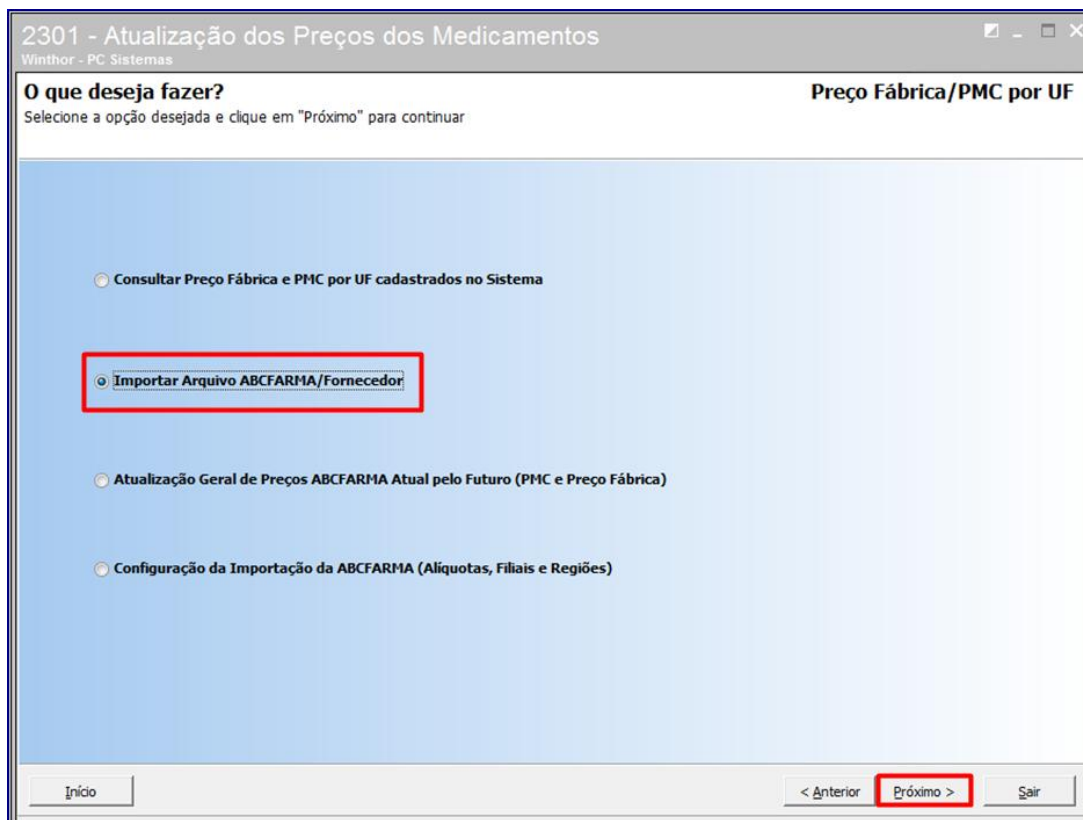 2301 - Atualização dos Preços dos Medicamentos
Winthor - PC Sistemas
O que deseja fazer?
Preço Fábrica/PMC por UF
Selecione a opção desejada e clique em "Próximo" para continuar
Consultar Preço Fábrica e PMC por UF cadastrados no Sistema
Importar Arquivo ABCFARMA/Fornecedor
Atualização Geral de Preços ABCFARMA Atual pelo Futuro (PMC e Preço Fábrica)
Configuração da Importação da ABCFARMA (Alíquotas, Filiais e Regiões)
Início
< Anterior
Próximo >
Sair